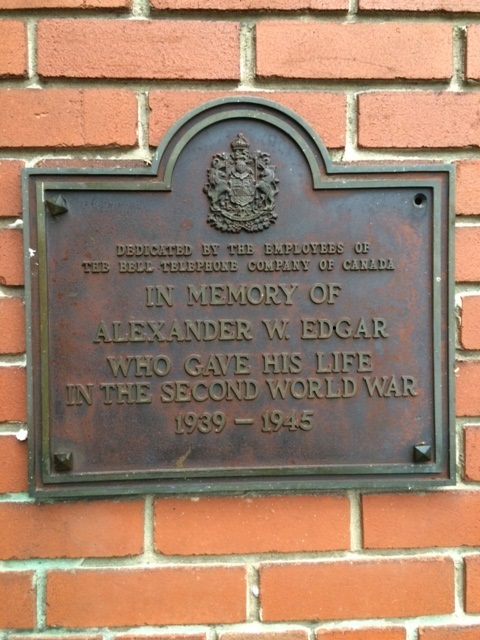 DEDICATED BY THE EMPLOYEES OF
THE BELL TELEPHONE COMPANY OF CANADA
IN MEMORY OF
ALEXANDER W. EDGAR
WHO GAVE HIS LIFE
IN THE SECOND WORLD WAR
1939 – 1945